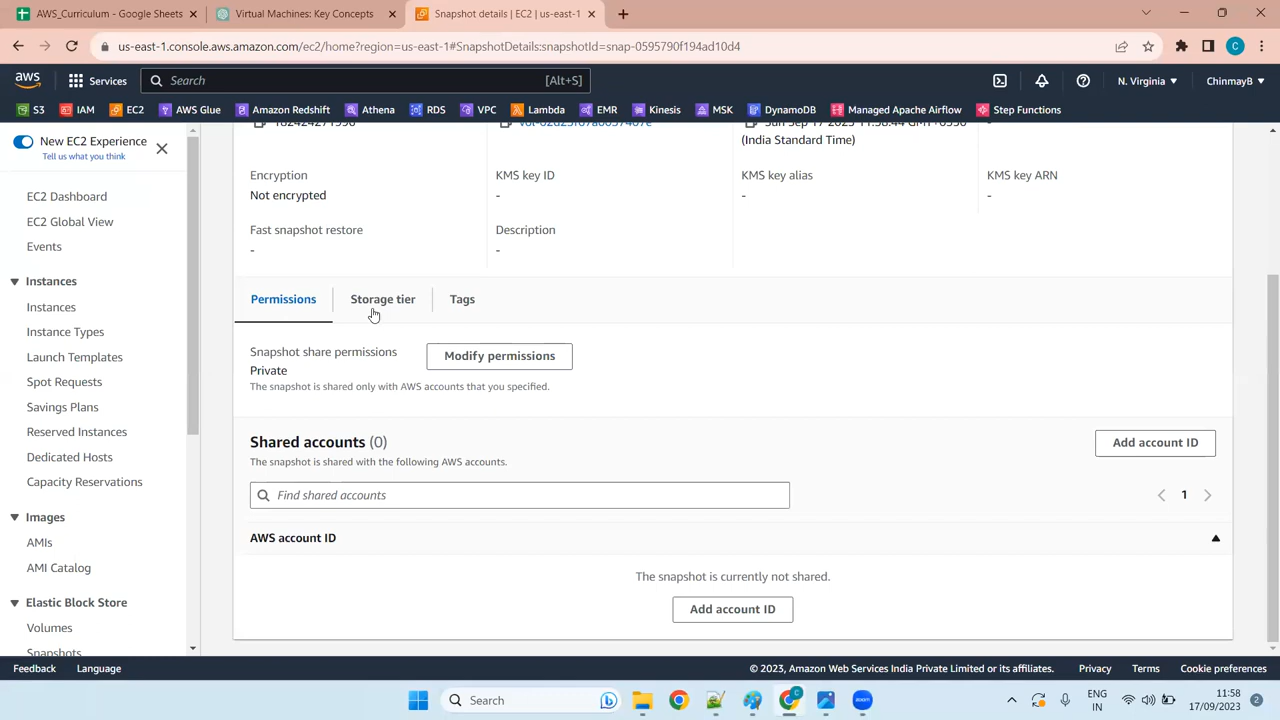 AWS_Curriculum - Google Sheets
Virtual Machines: Key Concepts
Snapshot details | EC2 | us-east-1
us-east-1.console.aws.amazon.com/ec2/home?region=us-east-1#SnapshotDetails:snapshotId=snap-0595790f194ad10d4
aws
Services
Search
[Alt+S]
N. Virginia
ChinmayB
S3
IAM
EC2
AWS Glue
Amazon Redshift
Athena
RDS
VPC
Lambda
EMR
Kinesis
MSK
DynamoDB
Managed Apache Airflow
Step Functions
New EC2 Experience
Tell us what you think
EC2 Dashboard
EC2 Global View
Events
Instances
Instances
Instance Types
Launch Templates
Spot Requests
Savings Plans
Reserved Instances
Dedicated Hosts
Capacity Reservations
Images
AMIs
AMI Catalog
Elastic Block Store
Volumes
Snapshots
(India Standard Time)
Encryption
Not encrypted
KMS key ID
-
KMS key alias
-
KMS key ARN
-
Fast snapshot restore
-
Description
-
Permissions
Storage tier
Tags
Snapshot share permissions
Private
Modify permissions
The snapshot is shared only with AWS accounts that you specified.
Shared accounts (0)
Add account ID
The snapshot is shared with the following AWS accounts.
Find shared accounts
1
AWS account ID
The snapshot is currently not shared.
Add account ID
Feedback
Language
© 2023, Amazon Web Services India Private Limited or its affiliates.
Privacy
Terms
Cookie preferences
Search
ENG
IN
11:58
17/09/2023
2